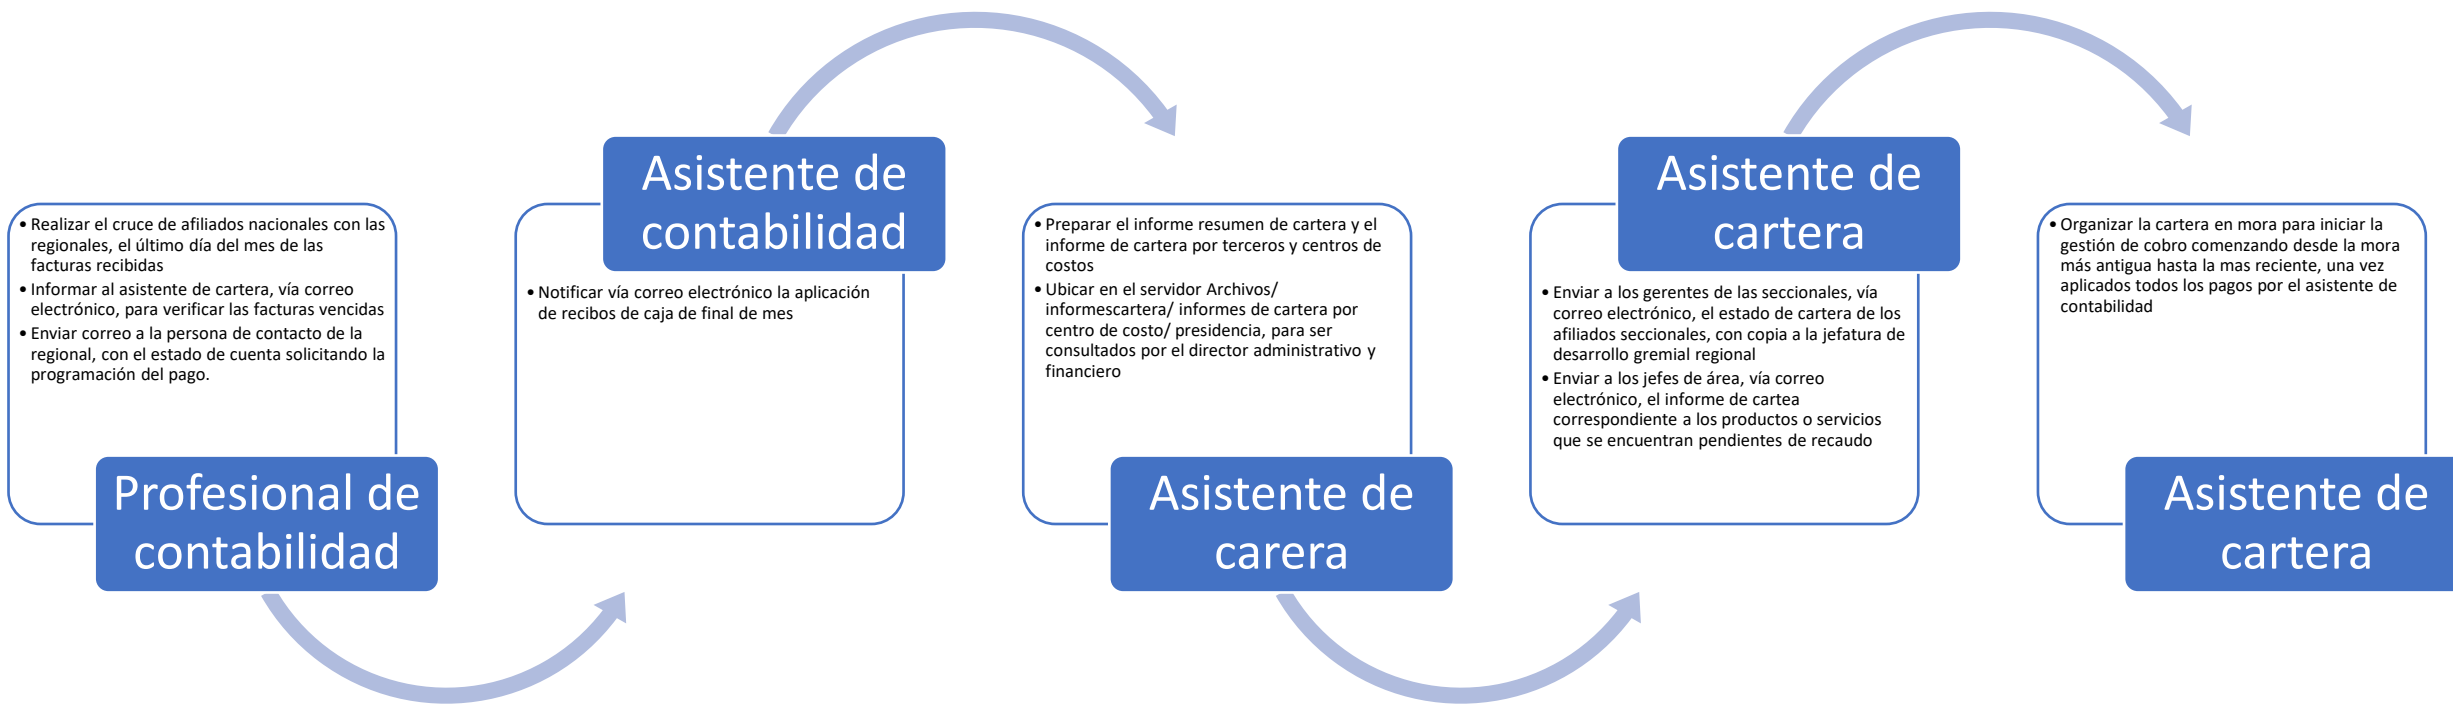 • Realizar el cruce de afiliados nacionales con las
regionales, el último día del mes de las
facturas recibidas
• Informar al asistente de cartera, vía correo
electrónico, para verificar las facturas vencidas
• Enviar correo a la persona de contacto de la
regional, con el estado de cuenta solicitando la
programación del pago.
Profesional de
contabilidad
Asistente de
contabilidad
• Notificar vía correo electrónico la aplicación
de recibos de caja de final de mes
• Preparar el informe resumen de cartera y el
informe de cartera por terceros y centros de
costos
• Ubicar en el servidor Archivos/
informescartera/ informes de cartera por
centro de costo/ presidencia, para ser
consultados por el director administrativo y
financiero
Asistente de
carera
Asistente de
cartera
• Enviar a los gerentes de las seccionales, vía
correo electrónico, el estado de cartera de los
afiliados seccionales, con copia a la jefatura de
desarrollo gremial regional
• Enviar a los jefes de área, vía correo
electrónico, el informe de cartea
correspondiente a los productos o servicios
que se encuentran pendientes de recaudo
• Organizar la cartera en mora para iniciar la
gestión de cobro comenzando desde la mora
más antigua hasta la mas reciente, una vez
aplicados todos los pagos por el asistente de
contabilidad
Asistente de
cartera